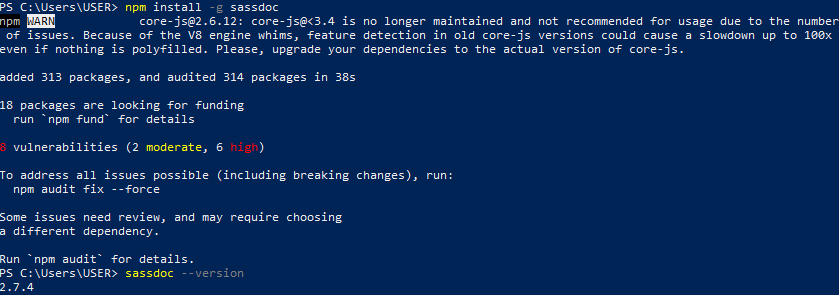 PS C:\Users\USER> npm install -g sassdoc
npm WARN            core-js@2.6.12: core-js@<3.4 is no longer maintained and not recommended for usage due to the number
 of issues. Because of the V8 engine whims, feature detection in old core-js versions could cause a slowdown up to 100x
even if nothing is polyfilled. Please, upgrade your dependencies to the actual version of core-js.
added 313 packages, and audited 314 packages in 38s
18 packages are looking for funding
  run `npm fund` for details
8 vulnerabilities (2 moderate, 6 high)
To address all issues possible (including breaking changes), run:
  npm audit fix --force
Some issues need review, and may require choosing
a different dependency.
Run `npm audit` for details.
PS C:\Users\USER> sassdoc --version
2.7.4